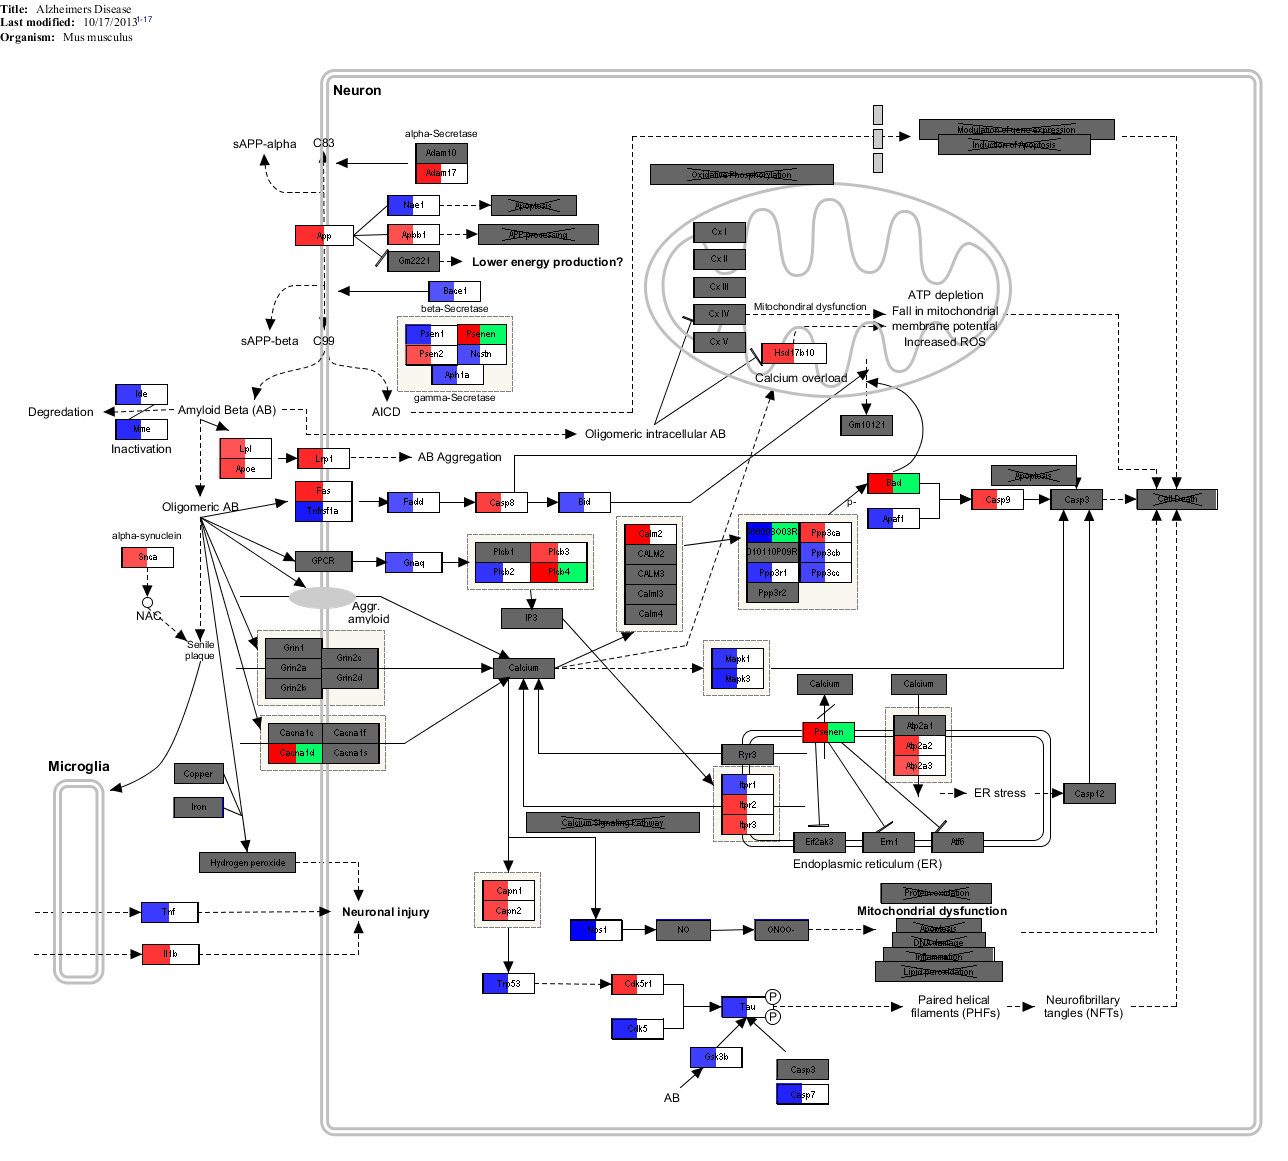 Title: Alzheimers Disease
Last modified: 10/17/2013 1-17
Organism: Mus musculus
Neuron
sAPP-alpha
C83
alpha-Secretase
Adam10
Adam17
Modulation of gene expression
Induction of Apoptosis
Oxidative Phosphorylation
Nae1
Apoptosis
App
Apbb1
APP processing
Gm2221
Lower energy production?
Cx I
Cx II
Cx III
Cx IV
Cx V
Bace1
beta-Secretase
Mitochondiral dysfunction
ATP depletion
Fall in mitochondrial
membrane potential
Increased ROS
sAPP-beta
C99
Psen1
Psenen
Psen2
Ncstn
Aph1a
gamma-Secretase
Hsd17b10
Calcium overload
Ide
Mme
Inactivation
Degredation
Amyloid Beta (AB)
AICD
Oligomeric intracellular AB
Gm10121
Lpl
Apoe
Lrp1
AB Aggregation
Apoptosis
Oligomeric AB
Fas
Tnfrsf1a
Fadd
Casp8
Bid
Bad
Apaf1
Casp9
Casp3
Cell Death
p-
alpha-synuclein
Snca
NAC
GPCR
Gnaq
Plcb1
Plcb3
Plcb2
Plcb4
IP3
Calm2
CALM2
CALM3
Calml3
Calm4
Ppp3ca
010110P09R
Ppp3cb
Ppp3r1
Ppp3cc
Ppp3r2
Aggr.
amyloid
Senile
plaque
Grin1
Grin2a
Grin2b
Grin2c
Grin2d
Calcium
Mapk1
Mapk3
Cacna1c
Cacna1f
Cacna1d
Cacna1s
Calcium
Calcium
Psenen
Atp2a1
Atp2a2
Atp2a3
Ryr3
Itpr1
Itpr2
Itpr3
ER stress
Casp12
Microglia
Copper
Iron
Calcium Signaling Pathway
Eif2ak3
Ern1
Atf6
Endoplasmic reticulum (ER)
Hydrogen peroxide
Capn1
Capn2
Protein oxidation
Mitochondrial dysfunction
Apoptosis
DNA damage
Inflammation
Lipid peroxidation
Tnf
Neuronal injury
Il1b
Nos1
NO
ONOO-
Trp53
Cdk5r1
Cdk5
Tau
P
P
Paired helical
filaments (PHFs)
Neurofibrillary
tangles (NFTs)
Gsk3b
AB
Casp3
Casp7